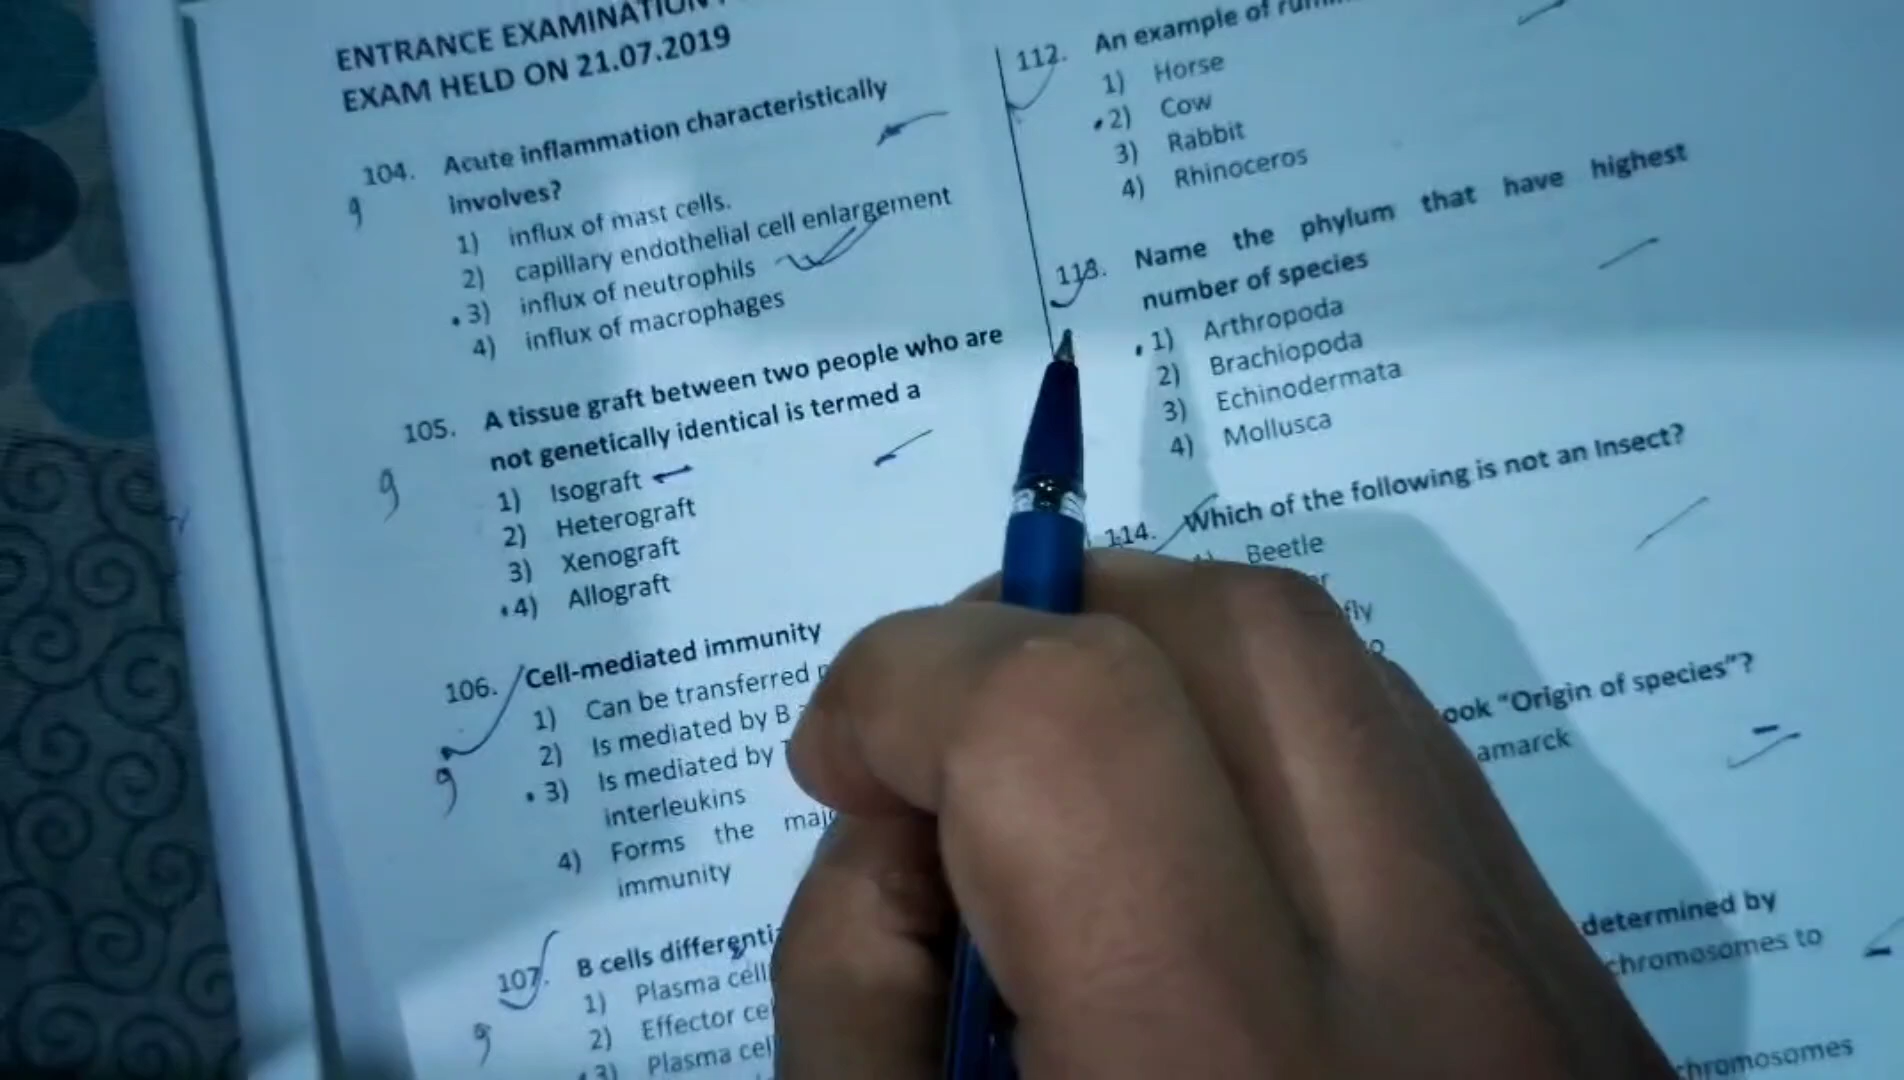 ENTRANCE EXAMINATION
EXAM HELD ON 21.07.2019
104. Acute inflammation characteristically
involves?
1) influx of mast cells.
2) capillary endothelial cell enlargement
3) influx of neutrophils
4) influx of macrophages
105. A tissue graft between two people who are
not genetically identical is termed a
1) Isograft
2) Heterograft
3) Xenograft
4) Allograft
106. Cell-mediated immunity
1) Can be transferred
2) Is mediated by B
3) Is mediated by
interleukins
4) Forms the
immunity
107. B cells
1) Plasma
2) Effector
3) Plasma
112. An example of
1) Horse
2) Cow
3) Rabbit
4) Rhinoceros
113. Name the phylum that have highest
number of species
1) Arthropoda
2) Brachiopoda
3) Echinodermata
4) Mollusca
114. Which of the following is not an Insect?
Beetle
fly
ook "Origin of species"?
amarck
determined by
chromosomes to
chromosomes